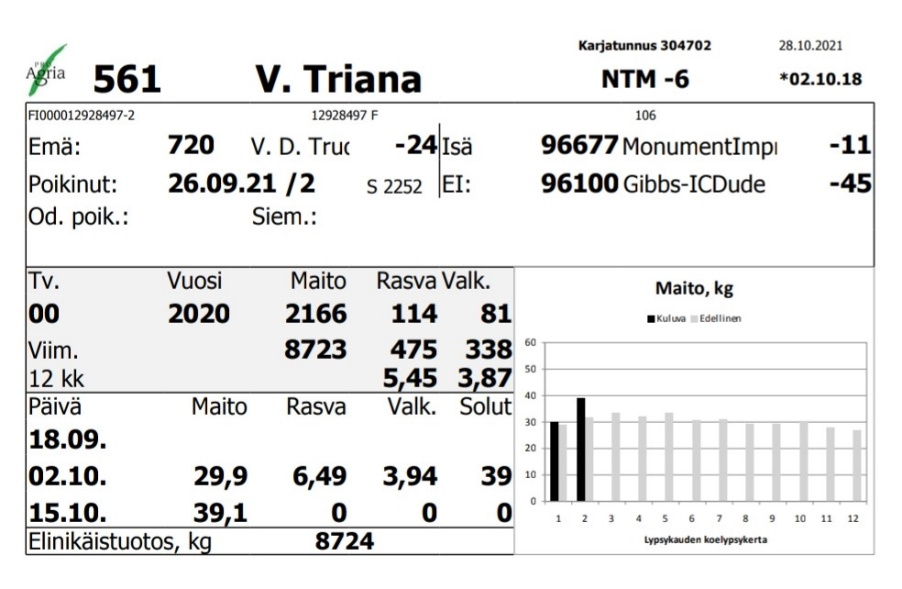 Karjatunnus 304702 28.10.2021
PRO Agria 561 V. Triana NTM -6 *02.10.18
FI000012928497-2 12928497 F 106
Emä: 720 V. D. Truc -24 Isä 96677 MonumentImpr -11
Poikinut: 26.09.21 /2 S 2252 EI: 96100 Gibbs-ICDude -45
Od. poik.: Siem.:
Tv. Vuosi Maito Rasva Valk.
00 2020 2166 114 81
Viim. 8723 475 338
12 kk 5,45 3,87
Päivä Maito Rasva Valk. Solut
18.09.
02.10. 29,9 6,49 3,94 39
15.10. 39,1 0 0 0
Elinikäistuotos, kg 8724
Maito, kg
Kuluva Edellinen
60
50
40
30
20
10
0
1 2 3 4 5 6 7 8 9 10 11 12
Lypsykauden koelypsykerta